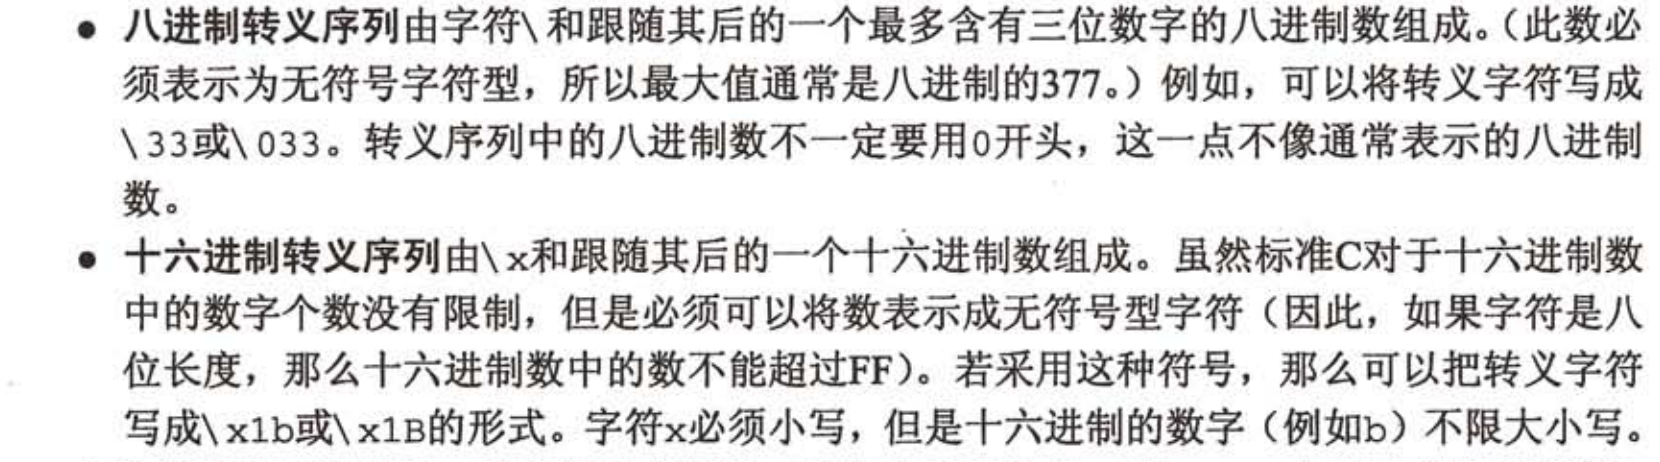 ● 八进制转义序列由字符\和跟随其后的一个最多含有三位数字的八进制数组成。（此数必
须表示为无符号字符型，所以最大值通常是八进制的377。）例如，可以将转义字符写成
\33或\033。转义序列中的八进制数不一定要用0开头，这一点不像通常表示的八进制
数。
● 十六进制转义序列由\x和跟随其后的一个十六进制数组成。虽然标准C对于十六进制数
中的数字个数没有限制，但是必须可以将数表示成无符号型字符（因此，如果字符是八
位长度，那么十六进制数中的数不能超过FF）。若采用这种符号，那么可以把转义字符
写成\x1b或\x1B的形式。字符x必须小写，但是十六进制的数字（例如b）不限大小写。